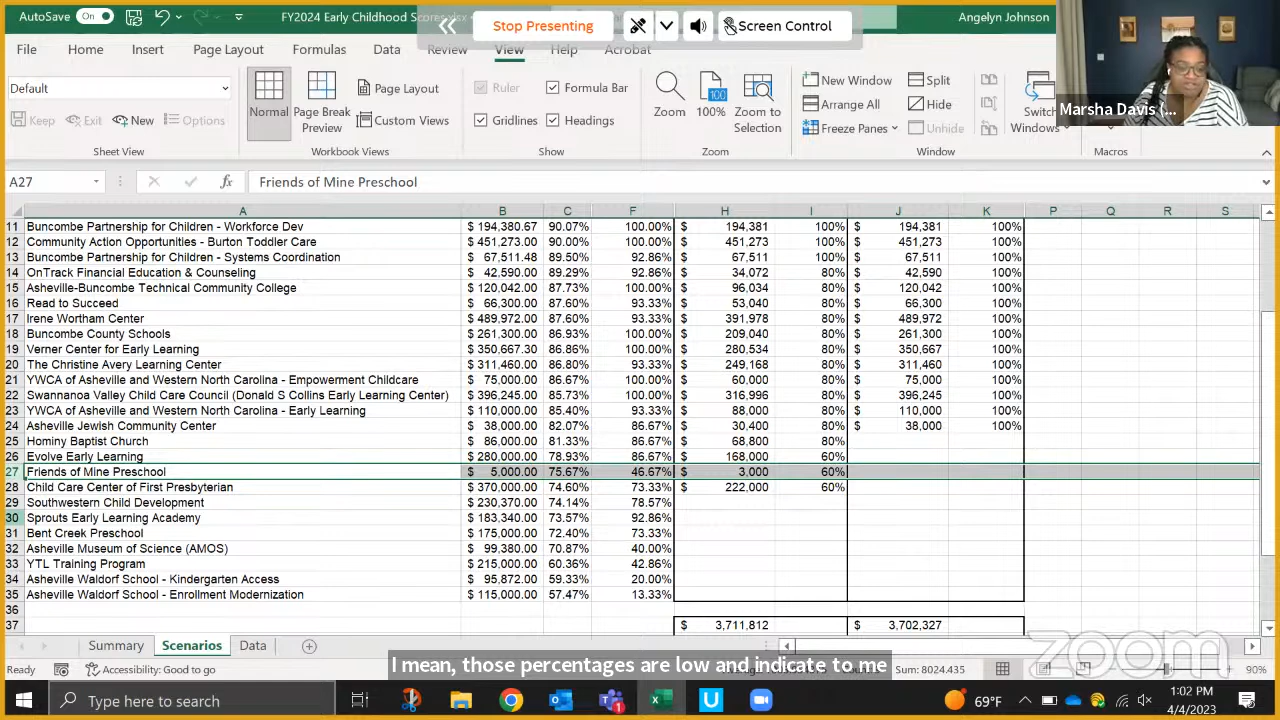 AutoSave On FY2024 Early Childhood Scores.xlsx Angelyn Johnson
Stop Presenting Screen Control
File Home Insert Page Layout Formulas Data Review View Help Acrobat
Default
Keep Exit New Options
Sheet View
Normal Page Break Preview Page Layout Custom Views
Workbook Views
Ruler Formula Bar
Gridlines Headings
Show
Zoom 100% Zoom to Selection
Zoom
New Window Split
Arrange All Hide
Freeze Panes Unhide
Switch Windows
Window
Macros
Marsha Davis (...
A27 fx Friends of Mine Preschool
A B C F H I J K P Q R S
11 Buncombe Partnership for Children - Workforce Dev $ 194,380.67 90.07% 100.00% $ 194,381 100% $ 194,381 100%
12 Community Action Opportunities - Burton Toddler Care $ 451,273.00 90.00% 100.00% $ 451,273 100% $ 451,273 100%
13 Buncombe Partnership for Children - Systems Coordination $ 67,511.48 89.50% 92.86% $ 67,511 100% $ 67,511 100%
14 OnTrack Financial Education & Counseling $ 42,590.00 89.29% 92.86% $ 34,072 80% $ 42,590 100%
15 Asheville-Buncombe Technical Community College $ 120,042.00 87.73% 100.00% $ 96,034 80% $ 120,042 100%
16 Read to Succeed $ 66,300.00 87.60% 93.33% $ 53,040 80% $ 66,300 100%
17 Irene Wortham Center $ 489,972.00 87.60% 93.33% $ 391,978 80% $ 489,972 100%
18 Buncombe County Schools $ 261,300.00 86.93% 100.00% $ 209,040 80% $ 261,300 100%
19 Verner Center for Early Learning $ 350,667.30 86.86% 100.00% $ 280,534 80% $ 350,667 100%
20 The Christine Avery Learning Center $ 311,460.00 86.80% 93.33% $ 249,168 80% $ 311,460 100%
21 YWCA of Asheville and Western North Carolina - Empowerment Childcare $ 75,000.00 86.67% 100.00% $ 60,000 80% $ 75,000 100%
22 Swannanoa Valley Child Care Council (Donald S Collins Early Learning Center) $ 396,245.00 85.73% 100.00% $ 316,996 80% $ 396,245 100%
23 YWCA of Asheville and Western North Carolina - Early Learning $ 110,000.00 85.40% 93.33% $ 88,000 80% $ 110,000 100%
24 Asheville Jewish Community Center $ 38,000.00 82.07% 86.67% $ 30,400 80% $ 38,000 100%
25 Hominy Baptist Church $ 86,000.00 81.33% 86.67% $ 68,800 80%
26 Evolve Early Learning $ 280,000.00 78.93% 86.67% $ 168,000 60%
27 Friends of Mine Preschool $ 5,000.00 75.67% 46.67% $ 3,000 60%
28 Child Care Center of First Presbyterian $ 370,000.00 74.60% 73.33% $ 222,000 60%
29 Southwestern Child Development $ 230,370.00 74.14% 78.57%
30 Sprouts Early Learning Academy $ 183,340.00 73.57% 92.86%
31 Bent Creek Preschool $ 175,000.00 72.40% 73.33%
32 Asheville Museum of Science (AMOS) $ 99,380.00 70.87% 40.00%
33 YTL Training Program $ 215,000.00 60.36% 42.86%
34 Asheville Waldorf School - Kindergarten Access $ 95,872.00 59.33% 20.00%
35 Asheville Waldorf School - Enrollment Modernization $ 115,000.00 57.47% 13.33%
36
37 $ 3,711,812 $ 3,702,327
Summary Scenarios Data
zoom
Ready Accessibility: Good to go Sum: 8024.435 90%
I mean, those percentages are low and indicate to me
Type here to search 69°F 1:02 PM
4/4/2023